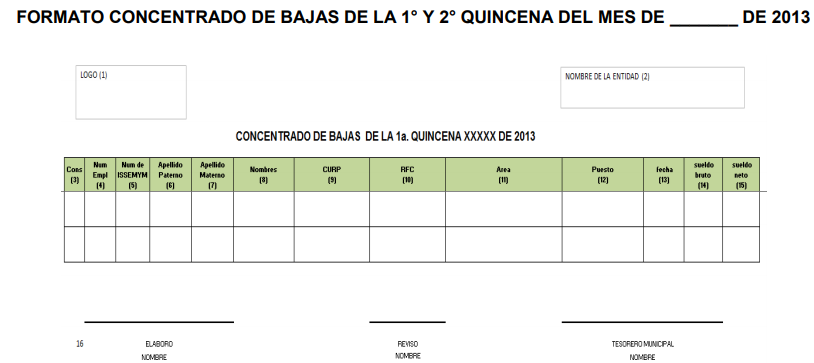 FORMATO CONCENTRADO DE BAJAS DE LA 1° Y 2° QUINCENA DEL MES DE _______ DE 2013
LOGO (1)
NOMBRE DE LA ENTIDAD (2)
CONCENTRADO DE BAJAS DE LA 1a. QUINCENA XXXXX DE 2013
Cons (3)
Num Empl (4)
Num de ISSEMYM (5)
Apellido Paterno (6)
Apellido Materno (7)
Nombres (8)
CURP (9)
RFC (10)
Area (11)
Puesto (12)
fecha (13)
sueldo bruto (14)
sueldo neto (15)
16 ELABORO REVISO TESORERO MUNICIPAL
NOMBRE NOMBRE NOMBRE